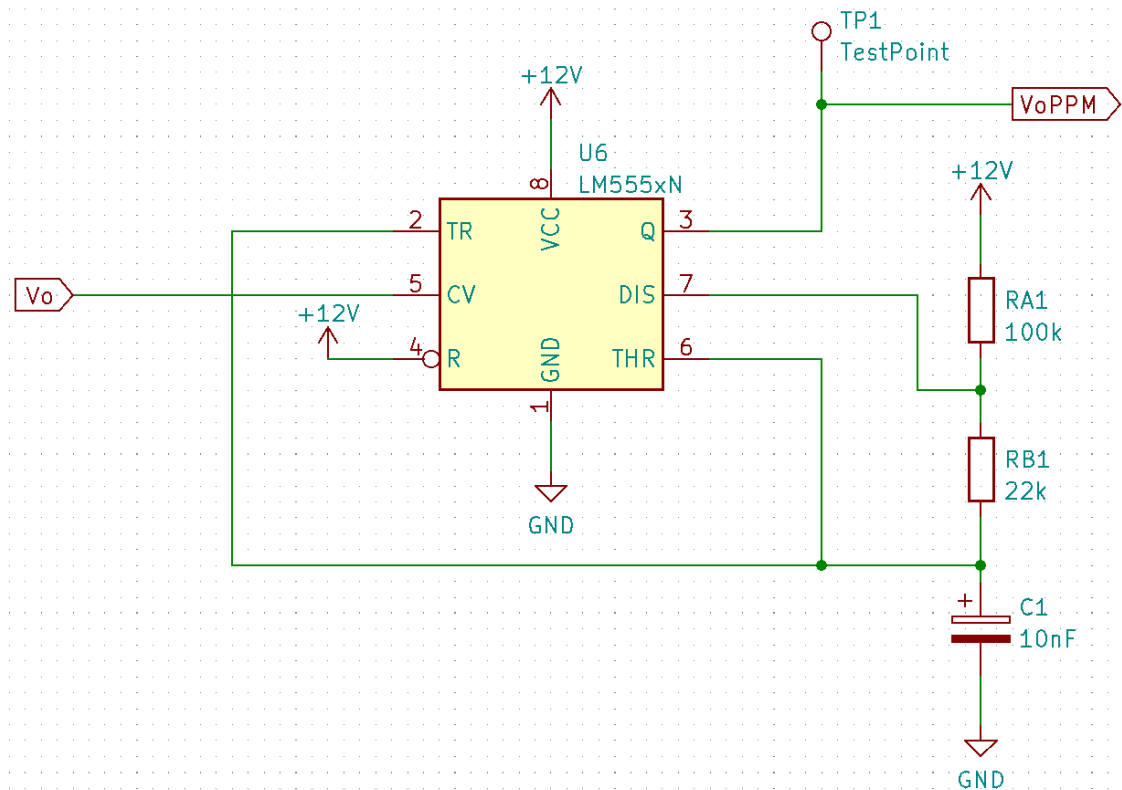 TP1
TestPoint
+12V
VoPPM
U6
LM555xN
+12V
8
VCC
2
TR
Q
3
Vo
5
CV
DIS
7
RA1
100k
+12V
4
R
GND
THR
6
1
RB1
22k
GND
+
C1
10nF
GND